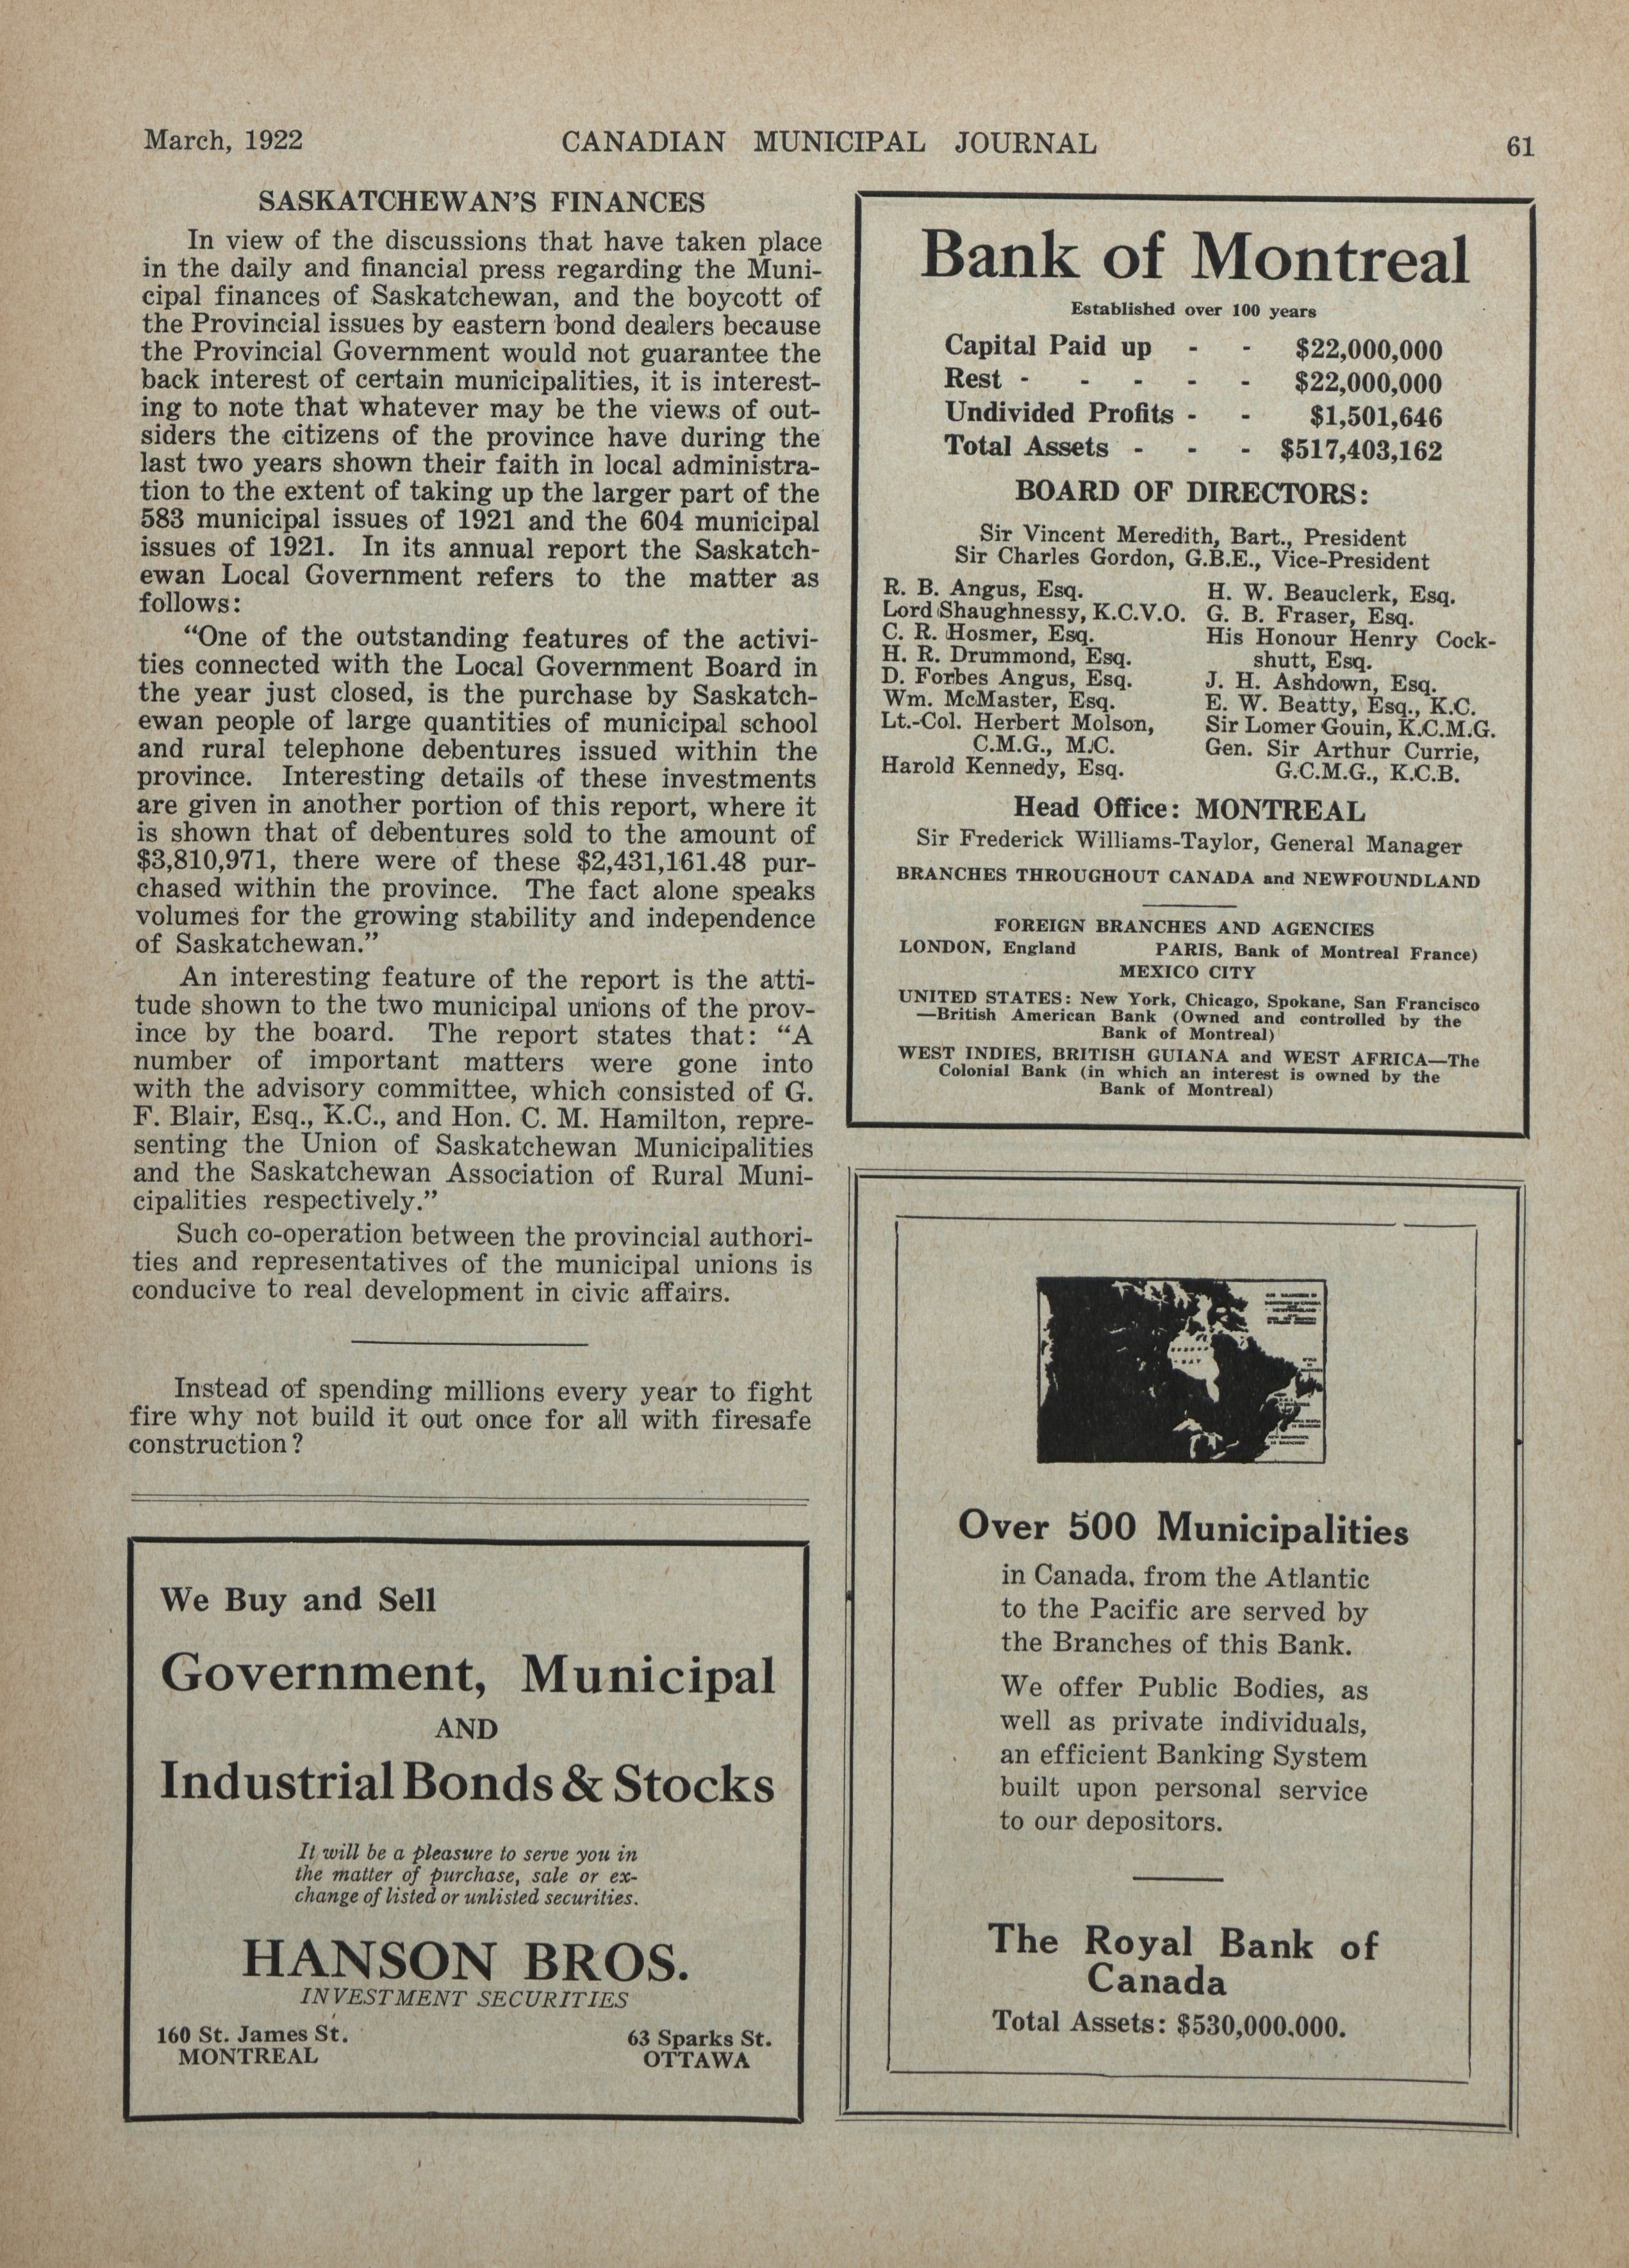 March, 1922 CANADIAN MUNICIPAL JOURNAL 61
SASKATCHEWAN'S FINANCES
In view of the discussions that have taken place
in the daily and financial press regarding the Muni-
cipal finances of Saskatchewan, and the boycott of
the Provincial issues by eastern bond dealers because
the Provincial Government would not guarantee the
back interest of certain municipalities, it is interest-
ing to note that whatever may be the views of out-
siders the citizens of the province have during the
last two years shown their faith in local administra-
tion to the extent of taking up the larger part of the
583 municipal issues of 1921 and the 604 municipal
issues of 1921. In its annual report the Saskatch-
ewan Local Government refers to the matter as
follows:
“One of the outstanding features of the activi-
ties connected with the Local Government Board in
the year just closed, is the purchase by Saskatch-
ewan people of large quantities of municipal school
and rural telephone debentures issued within the
province. Interesting details of these investments
are given in another portion of this report, where it
is shown that of debentures sold to the amount of
$3,810,971, there were of these $2,431,161.48 pur-
chased within the province. The fact alone speaks
volumes for the growing stability and independence
of Saskatchewan.”
An interesting feature of the report is the atti-
tude shown to the two municipal unions of the prov-
ince by the board. The report states that: “A
number of important matters were gone into
with the advisory committee, which consisted of G.
F. Blair, Esq., K.C., and Hon. C. M. Hamilton, repre-
senting the Union of Saskatchewan Municipalities
and the Saskatchewan Association of Rural Muni-
cipalities respectively.”
Such co-operation between the provincial authori-
ties and representatives of the municipal unions is
conducive to real development in civic affairs.
Instead of spending millions every year to fight
fire why not build it out once for all with firesafe
construction?
We Buy and Sell
Government, Municipal
AND
Industrial Bonds & Stocks
It will be a pleasure to serve you in
the matter of purchase, sale or ex-
change of listed or unlisted securities.
HANSON BROS.
INVESTMENT SECURITIES
160 St. James St. 63 Sparks St.
MONTREAL OTTAWA
Bank of Montreal
Established over 100 years
Capital Paid up - - $22,000,000
Rest - - - - - $22,000,000
Undivided Profits - - $1,501,646
Total Assets - - - $517,403,162
BOARD OF DIRECTORS:
Sir Vincent Meredith, Bart., President
Sir Charles Gordon, G.B.E., Vice-President
R. B. Angus, Esq.
Lord Shaughnessy, K.C.V.O.
C. R. Hosmer, Esq.
H. R. Drummond, Esq.
D. Forbes Angus, Esq.
Wm. McMaster, Esq.
Lt.-Col. Herbert Molson,
C.M.G., M.C.
Harold Kennedy, Esq.
H. W. Beauclerk, Esq.
G. B. Fraser, Esq.
His Honour Henry Cock-
shutt, Esq.
J. H. Ashdown, Esq.
E. W. Beatty, Esq., K.C.
Sir Lomer Gouin, K.C.M.G.
Gen. Sir Arthur Currie,
G.C.M.G., K.C.B.
Head Office: MONTREAL
Sir Frederick Williams-Taylor, General Manager
BRANCHES THROUGHOUT CANADA and NEWFOUNDLAND
FOREIGN BRANCHES AND AGENCIES
LONDON, England PARIS, Bank of Montreal France)
MEXICO CITY
UNITED STATES: New York, Chicago, Spokane, San Francisco
—British American Bank (Owned and controlled by the
Bank of Montreal)
WEST INDIES, BRITISH GUIANA and WEST AFRICA—The
Colonial Bank (in which an interest is owned by the
Bank of Montreal)
Over 500 Municipalities
in Canada, from the Atlantic
to the Pacific are served by
the Branches of this Bank.
We offer Public Bodies, as
well as private individuals,
an efficient Banking System
built upon personal service
to our depositors.
The Royal Bank of
Canada
Total Assets: $530,000,000.